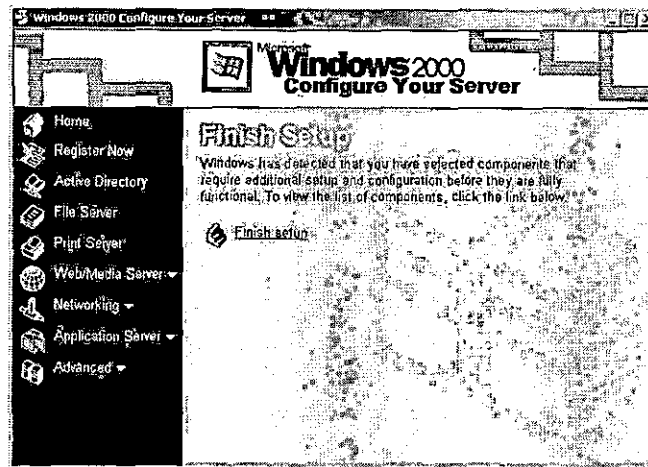 Windows 2000 Configure Your Server
Microsoft
Windows 2000
Configure Your Server
Home
Register Now
Active Directory
File Server
Print Server
Web/Media Server
Networking
Application Server
Advanced
Finish Setup
Windows has detected that you have selected components that
require additional setup and configuration before they are fully
functional. To view the list of components, click the link below.
Finish setup